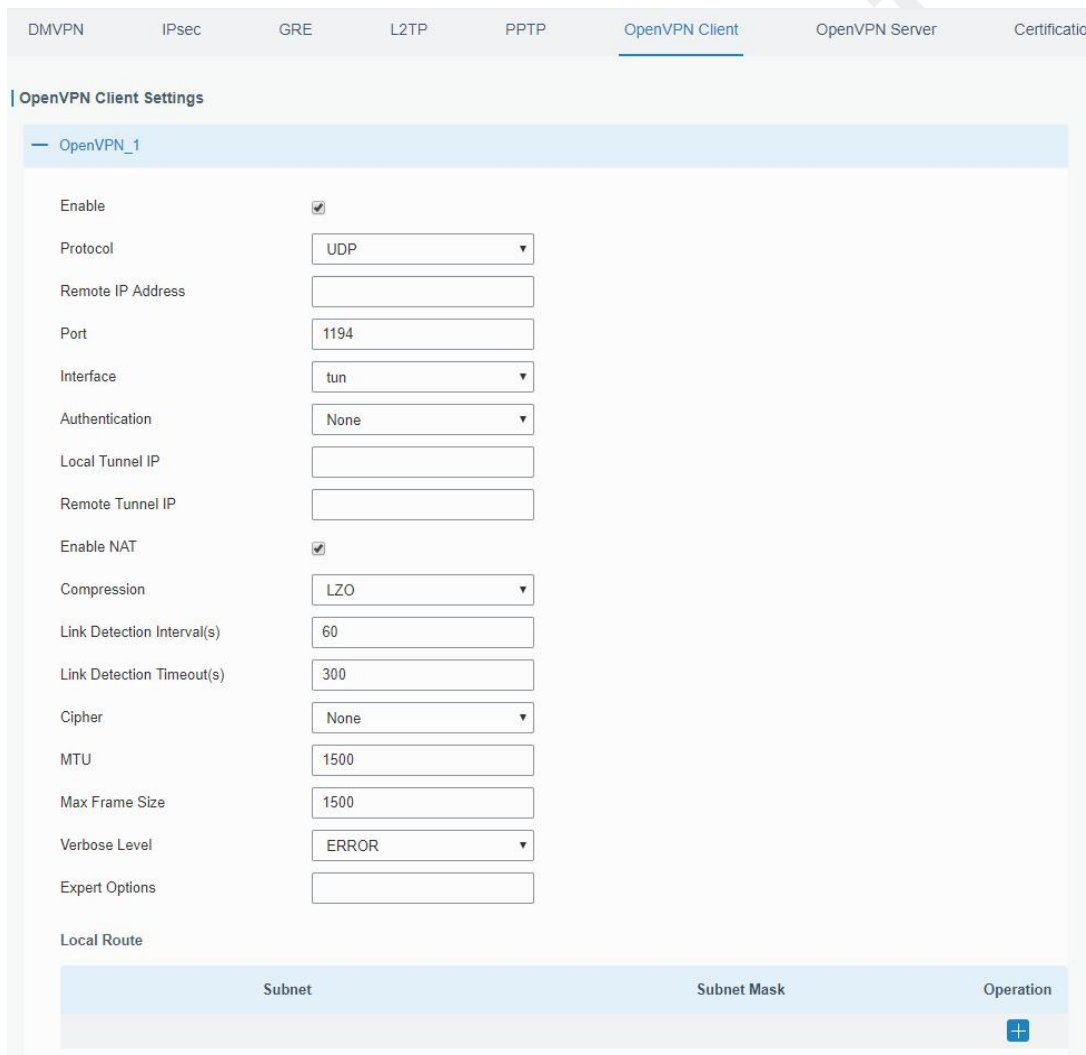 DMVPN IPsec GRE L2TP PPTP OpenVPN Client OpenVPN Server Certificatio
OpenVPN Client Settings
OpenVPN_1
Enable
Protocol UDP
Remote IP Address
Port 1194
Interface tun
Authentication None
Local Tunnel IP
Remote Tunnel IP
Enable NAT
Compression LZO
Link Detection Interval(s) 60
Link Detection Timeout(s) 300
Cipher None
MTU 1500
Max Frame Size 1500
Verbose Level ERROR
Expert Options
Local Route
Subnet Subnet Mask Operation